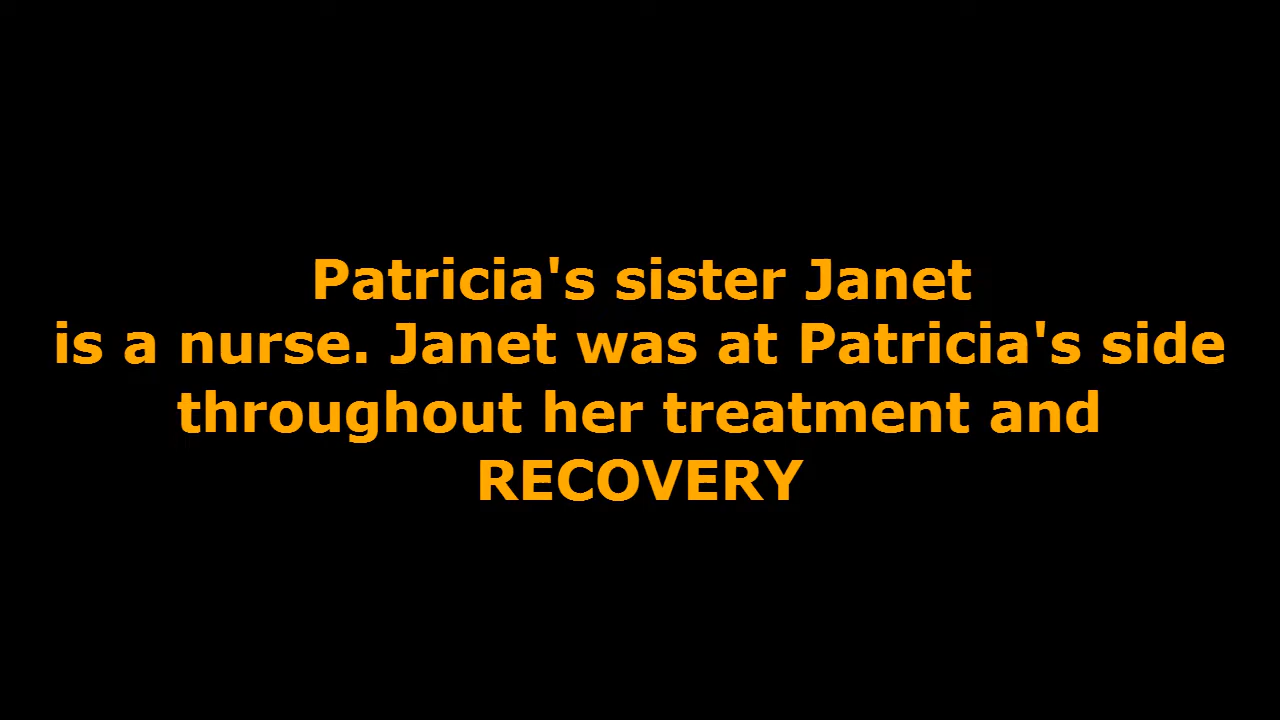 Patricia's sister Janet
is a nurse. Janet was at Patricia's side
throughout her treatment and
RECOVERY